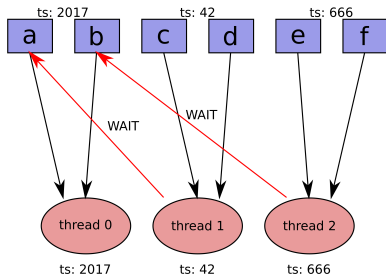 ts: 2017 ts: 42 ts: 666
a b c d e f
WAIT
WAIT
thread 0 thread 1 thread 2
ts: 2017 ts: 42 ts: 666